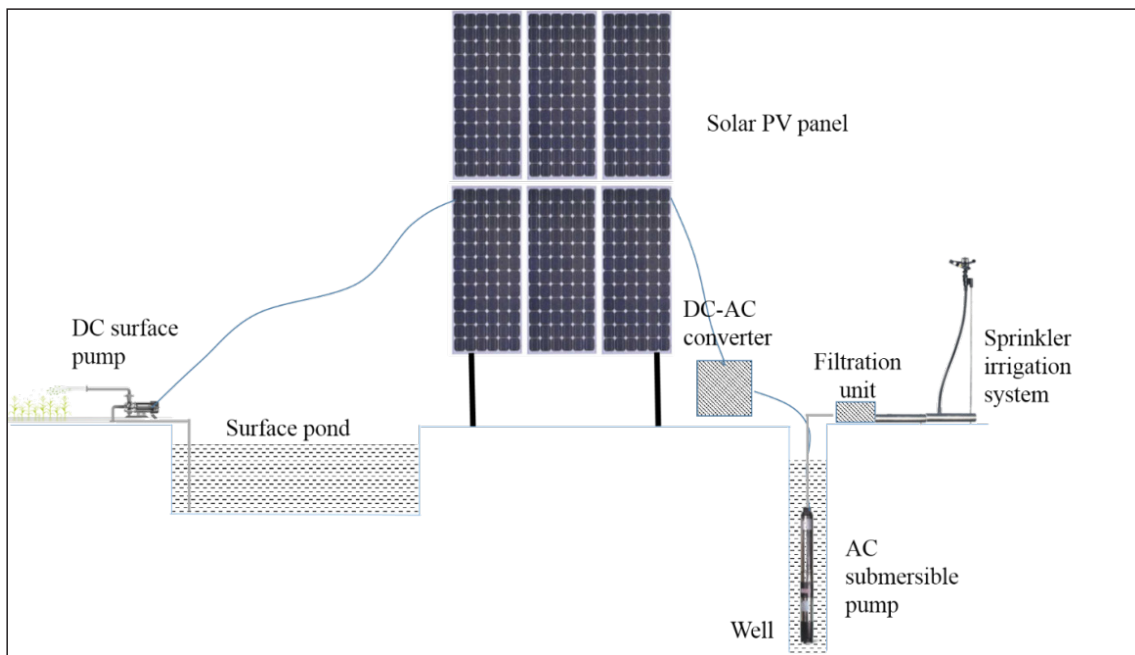 Solar PV panel
DC surface
pump
DC-AC
converter
Filtration
unit
Sprinkler
irrigation
system
Surface pond
AC
submersible
pump
Well